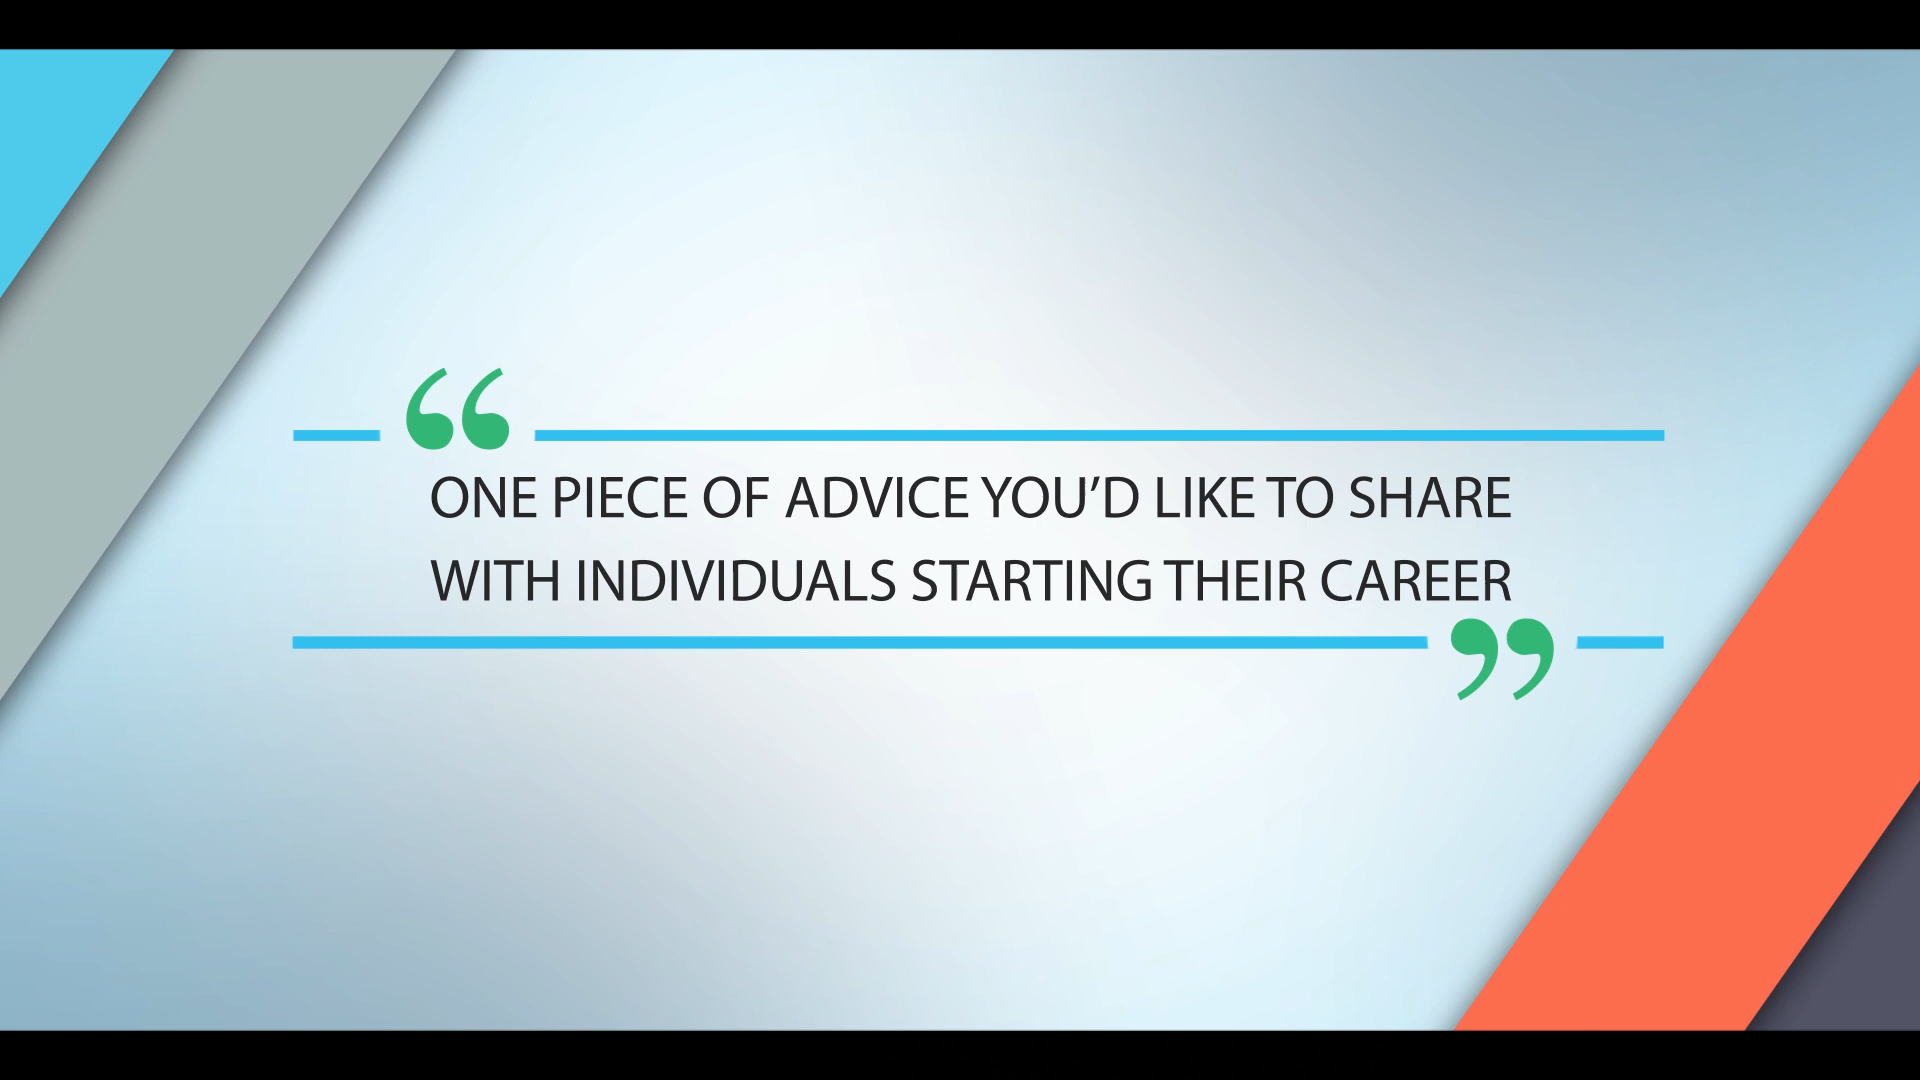 “
ONE PIECE OF ADVICE YOU’D LIKE TO SHARE
WITH INDIVIDUALS STARTING THEIR CAREER
”